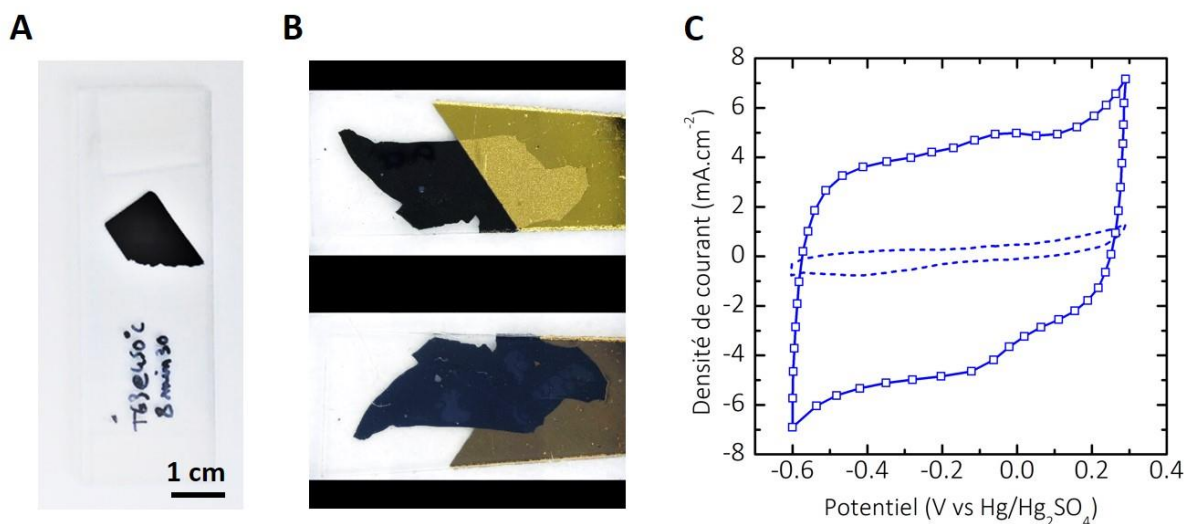 A
B
C
8 min 30
1 cm
8
6
4
2
0
-2
-4
-6
-8
Densité de courant (mA.cm⁻²)
-0.6
-0.4
-0.2
0.0
0.2
0.4
Potentiel (V vs Hg/Hg₂SO₄)